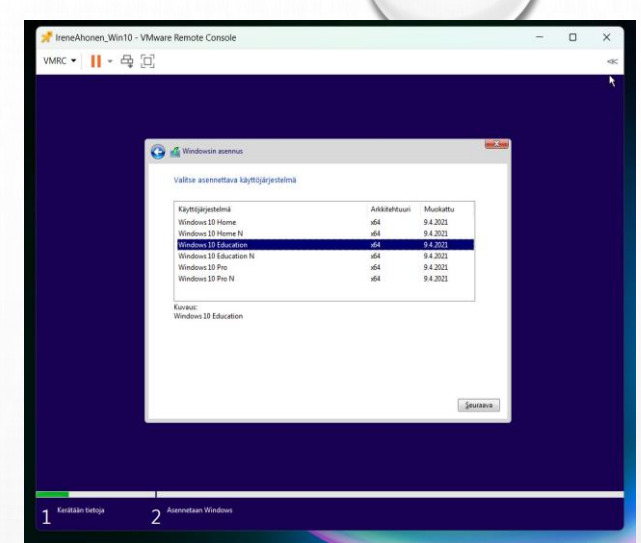 IreneAhonen_Win10 - VMware Remote Console
VMRC
Windowsin asennus
Valitse asennettava käyttöjärjestelmä
Käyttöjärjestelmä Arkkitehtuuri Muokattu
Windows 10 Home x64 9.4.2021
Windows 10 Home N x64 9.4.2021
Windows 10 Education x64 9.4.2021
Windows 10 Education N x64 9.4.2021
Windows 10 Pro x64 9.4.2021
Windows 10 Pro N x64 9.4.2021
Kuvaus:
Windows 10 Education
Seuraava
1 Kerätään tietoja 2 Asennetaan Windows